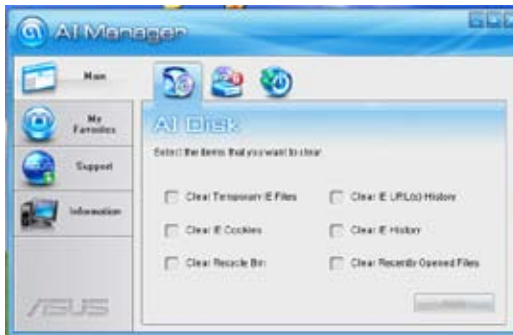 AI Manager
Main
My
Favorites
Support
Information
AI Disk
Select the items that you want to clear
Clear Temporary IE Files
Clear IE URL(s) History
Clear IE Cookies
Clear IE History
Clear Recycle Bin
Clear Recently Opened Files
ASUS